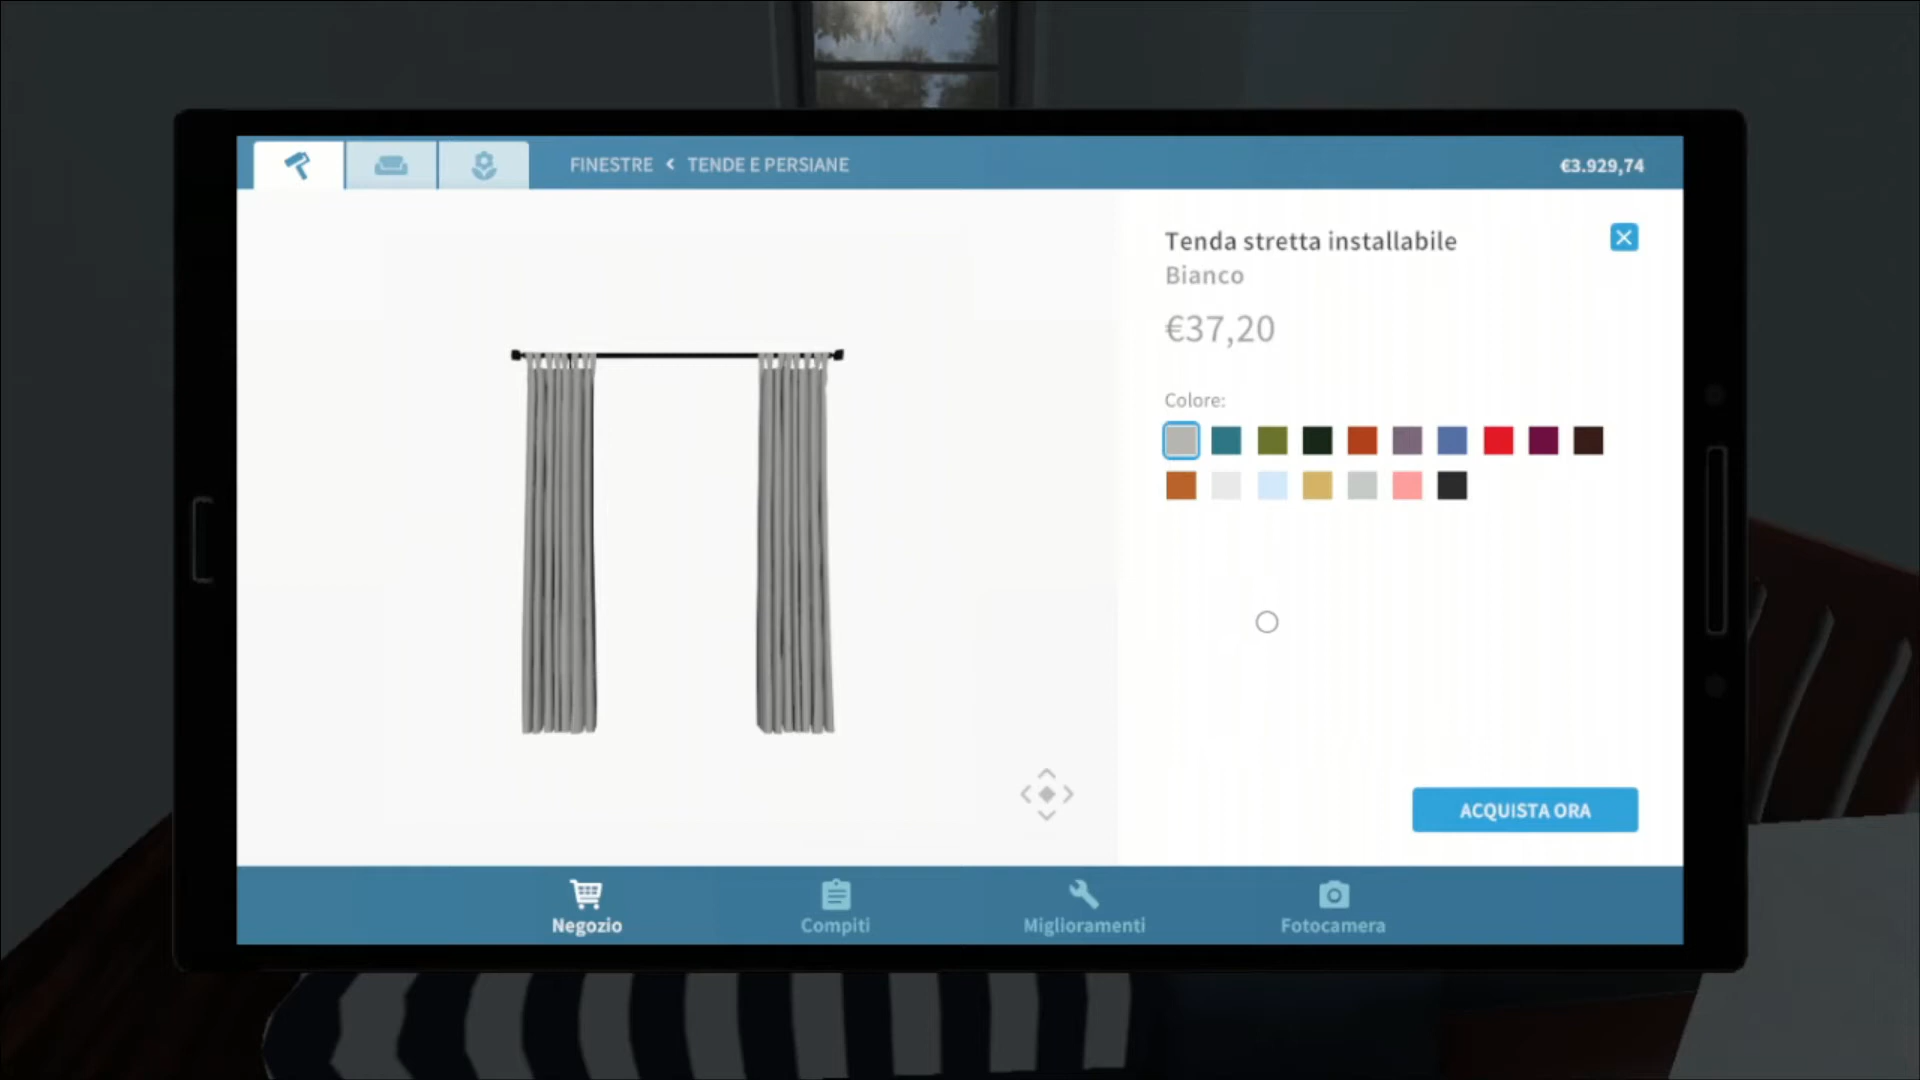 FINESTRE < TENDE E PERSIANE
€3.929,74
Tenda stretta installabile
Bianco
€37,20
Colore:
ACQUISTA ORA
Negozio
Compiti
Miglioramenti
Fotocamera